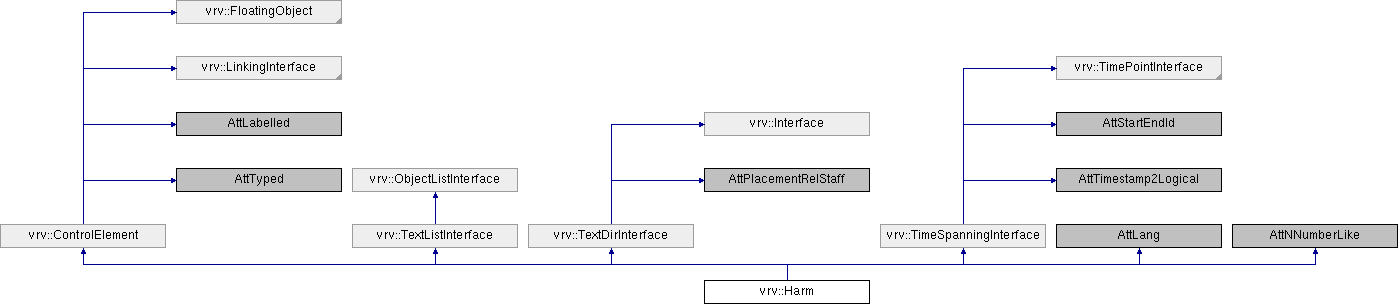 vrv::FloatingObject
vrv::LinkingInterface
vrv::TimePointInterface
AttLabelled
vrv::Interface
AttStartEndId
AttTyped
vrv::ObjectListInterface
AttPlacementRelStaff
AttTimestamp2Logical
vrv::ControlElement
vrv::TextListInterface
vrv::TextDirInterface
vrv::TimeSpanningInterface
AttLang
AttNNumberLike
vrv::Harm